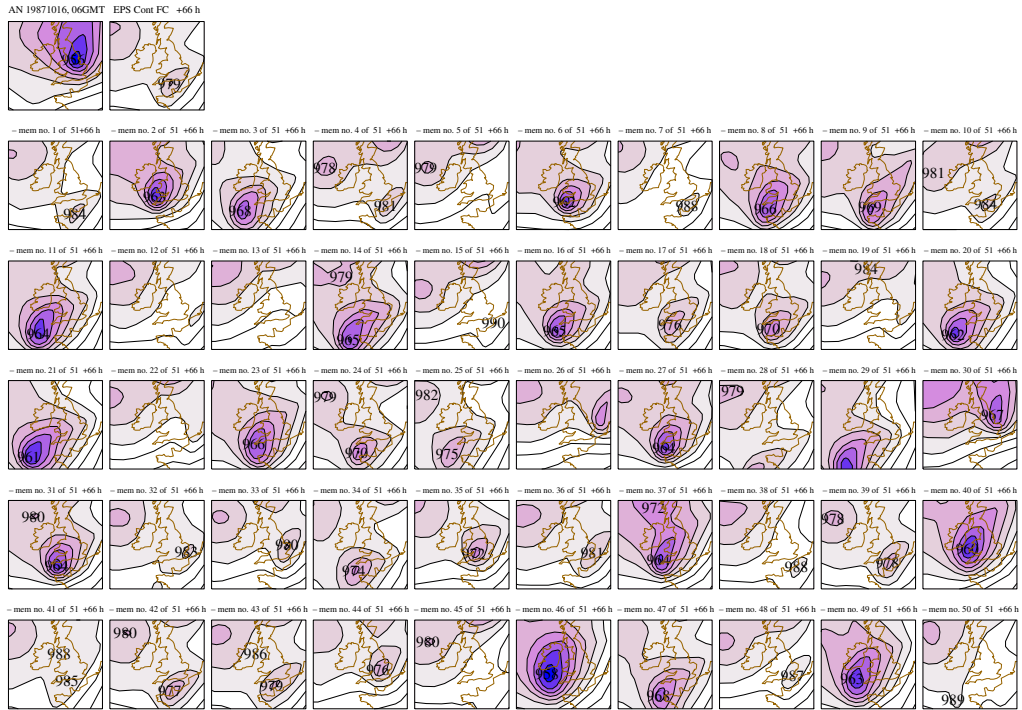 AN 19871016, 06GMT EPS Cont FC +66 h
979
– mem no. 1 of 51+66 h – mem no. 2 of 51 +66 h – mem no. 3 of 51 +66 h – mem no. 4 of 51 +66 h – mem no. 5 of 51 +66 h – mem no. 6 of 51 +66 h – mem no. 7 of 51 +66 h – mem no. 8 of 51 +66 h – mem no. 9 of 51 +66 h – mem no. 10 of 51 +66 h
984 968 978 981 979 988 966 969 981 984
– mem no. 11 of 51 +66 h – mem no. 12 of 51 +66 h – mem no. 13 of 51 +66 h – mem no. 14 of 51 +66 h – mem no. 15 of 51 +66 h – mem no. 16 of 51 +66 h – mem no. 17 of 51 +66 h – mem no. 18 of 51 +66 h – mem no. 19 of 51 +66 h – mem no. 20 of 51 +66 h
964 979 965 990 965 976 970 984 962
– mem no. 21 of 51 +66 h – mem no. 22 of 51 +66 h – mem no. 23 of 51 +66 h – mem no. 24 of 51 +66 h – mem no. 25 of 51 +66 h – mem no. 26 of 51 +66 h – mem no. 27 of 51 +66 h – mem no. 28 of 51 +66 h – mem no. 29 of 51 +66 h – mem no. 30 of 51 +66 h
961 966 979 970 982 975 964 979 967
– mem no. 31 of 51 +66 h – mem no. 32 of 51 +66 h – mem no. 33 of 51 +66 h – mem no. 34 of 51 +66 h – mem no. 35 of 51 +66 h – mem no. 36 of 51 +66 h – mem no. 37 of 51 +66 h – mem no. 38 of 51 +66 h – mem no. 39 of 51 +66 h – mem no. 40 of 51 +66 h
980 964 980 974 972 981 972 988 978 978
– mem no. 41 of 51 +66 h – mem no. 42 of 51 +66 h – mem no. 43 of 51 +66 h – mem no. 44 of 51 +66 h – mem no. 45 of 51 +66 h – mem no. 46 of 51 +66 h – mem no. 47 of 51 +66 h – mem no. 48 of 51 +66 h – mem no. 49 of 51 +66 h – mem no. 50 of 51 +66 h
988 985 980 977 986 979 976 980 968 987 963 989